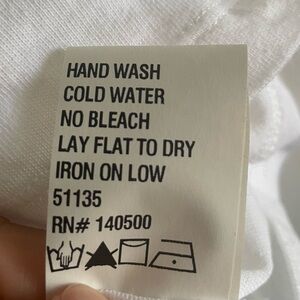 HAND WASH
COLD WATER
NO BLEACH
LAY FLAT TO DRY
IRON ON LOW
51135
RN# 140500